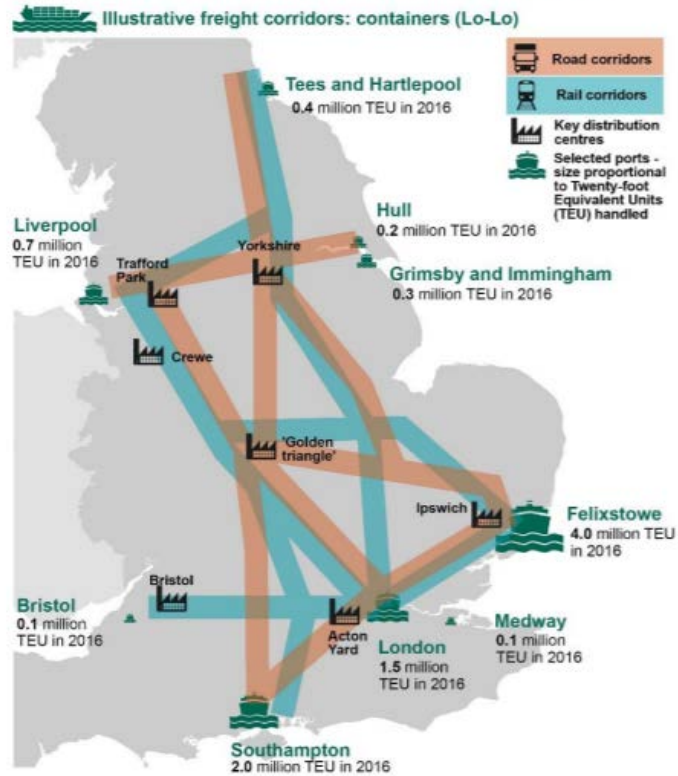 Illustrative freight corridors: containers (Lo-Lo)
Road corridors
Rail corridors
Key distribution
centres
Selected ports -
size proportional
to Twenty-foot
Equivalent Units
(TEU) handled
Tees and Hartlepool
0.4 million TEU in 2016
Hull
0.2 million TEU in 2016
Grimsby and Immingham
0.3 million TEU in 2016
Liverpool
0.7 million
TEU in 2016
Trafford
Park
Yorkshire
Crewe
'Golden
triangle'
Ipswich
Felixstowe
4.0 million TEU
in 2016
Bristol
Bristol
0.1 million
TEU in 2016
Acton
Yard
London
1.5 million
TEU in 2016
Medway
0.1 million
TEU in 2016
Southampton
2.0 million TEU in 2016